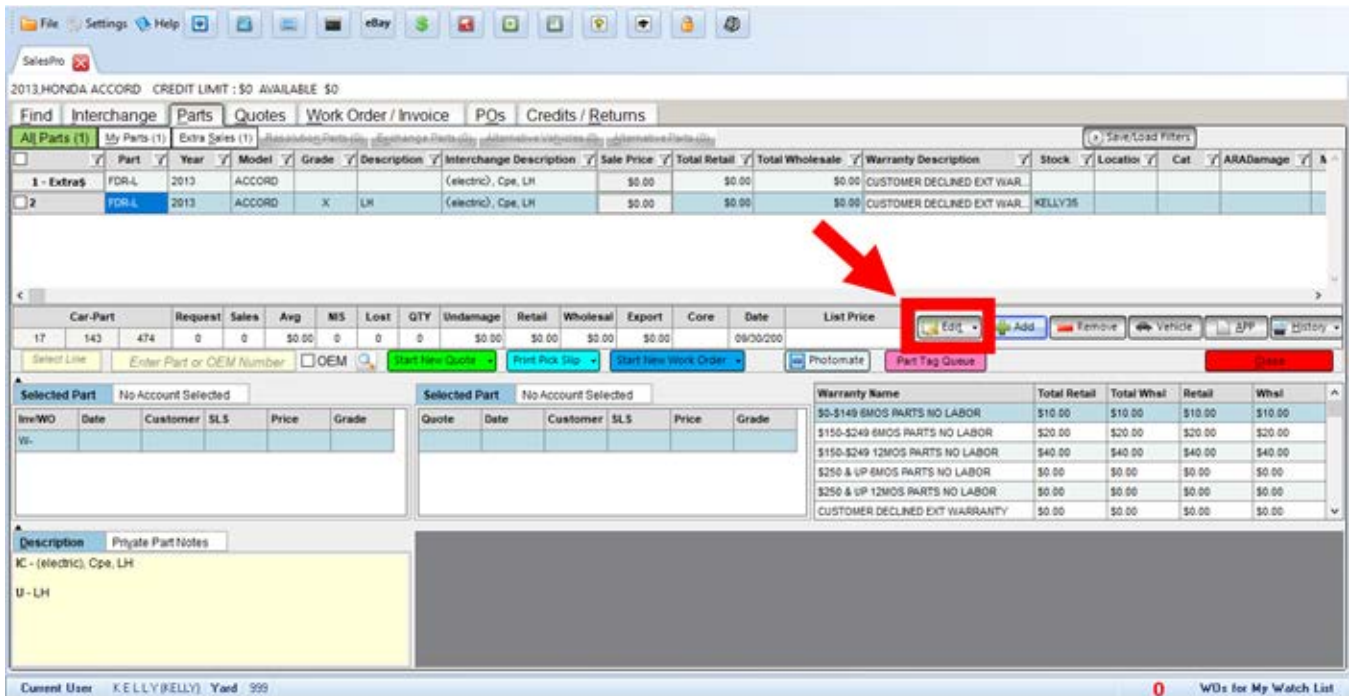 File Settings Help eBay $
SalesPro
2013,HONDA ACCORD CREDIT LIMIT : $0 AVAILABLE $0
Find Interchange Parts Quotes Work Order / Invoice POs Credits / Returns
All Parts (1) My Parts (1) Extra Sales (1) Resolution Parts (0) Exchange Parts (0) Alternative Vehicles (0) Alternative Parts (0) Save/Load Filters
Part Year Model Grade Description Interchange Description Sale Price Total Retail Total Wholesale Warranty Description Stock Locatior Cat ARADamage
1 - Extra$ FDR-L 2013 ACCORD (electric), Cpe, LH $0.00 $0.00 $0.00 CUSTOMER DECLINED EXT WAR...
2 FDR-L 2013 ACCORD X LH (electric), Cpe, LH $0.00 $0.00 $0.00 CUSTOMER DECLINED EXT WAR... KELLY35
Car-Part Request Sales Avg NIS Lost QTY Undamage Retail Wholesal Export Core Date List Price
17 143 474 0 0 $0.00 0 0 0 $0.00 $0.00 $0.00 $0.00 09/30/200
Edit Add Remove Vehicle APP History
Select Line Enter Part or OEM Number OEM Start New Quote Print Pick Slip Start New Work Order Photomate Part Tag Queue Close
Selected Part No Account Selected
Inv/WO Date Customer SLS Price Grade
W-
Selected Part No Account Selected
Quote Date Customer SLS Price Grade
Warranty Name Total Retail Total Whsl Retail Whsl
$0-$149 6MOS PARTS NO LABOR $10.00 $10.00 $10.00 $10.00
$150-$249 6MOS PARTS NO LABOR $20.00 $20.00 $20.00 $20.00
$150-$249 12MOS PARTS NO LABOR $40.00 $40.00 $40.00 $40.00
$250 & UP 6MOS PARTS NO LABOR $0.00 $0.00 $0.00 $0.00
$250 & UP 12MOS PARTS NO LABOR $0.00 $0.00 $0.00 $0.00
CUSTOMER DECLINED EXT WARRANTY $0.00 $0.00 $0.00 $0.00
Description Private Part Notes
IC - (electric), Cpe, LH
U - LH
Current User K E L L Y (KELLY) Yard 999 0 WOs for My Watch List